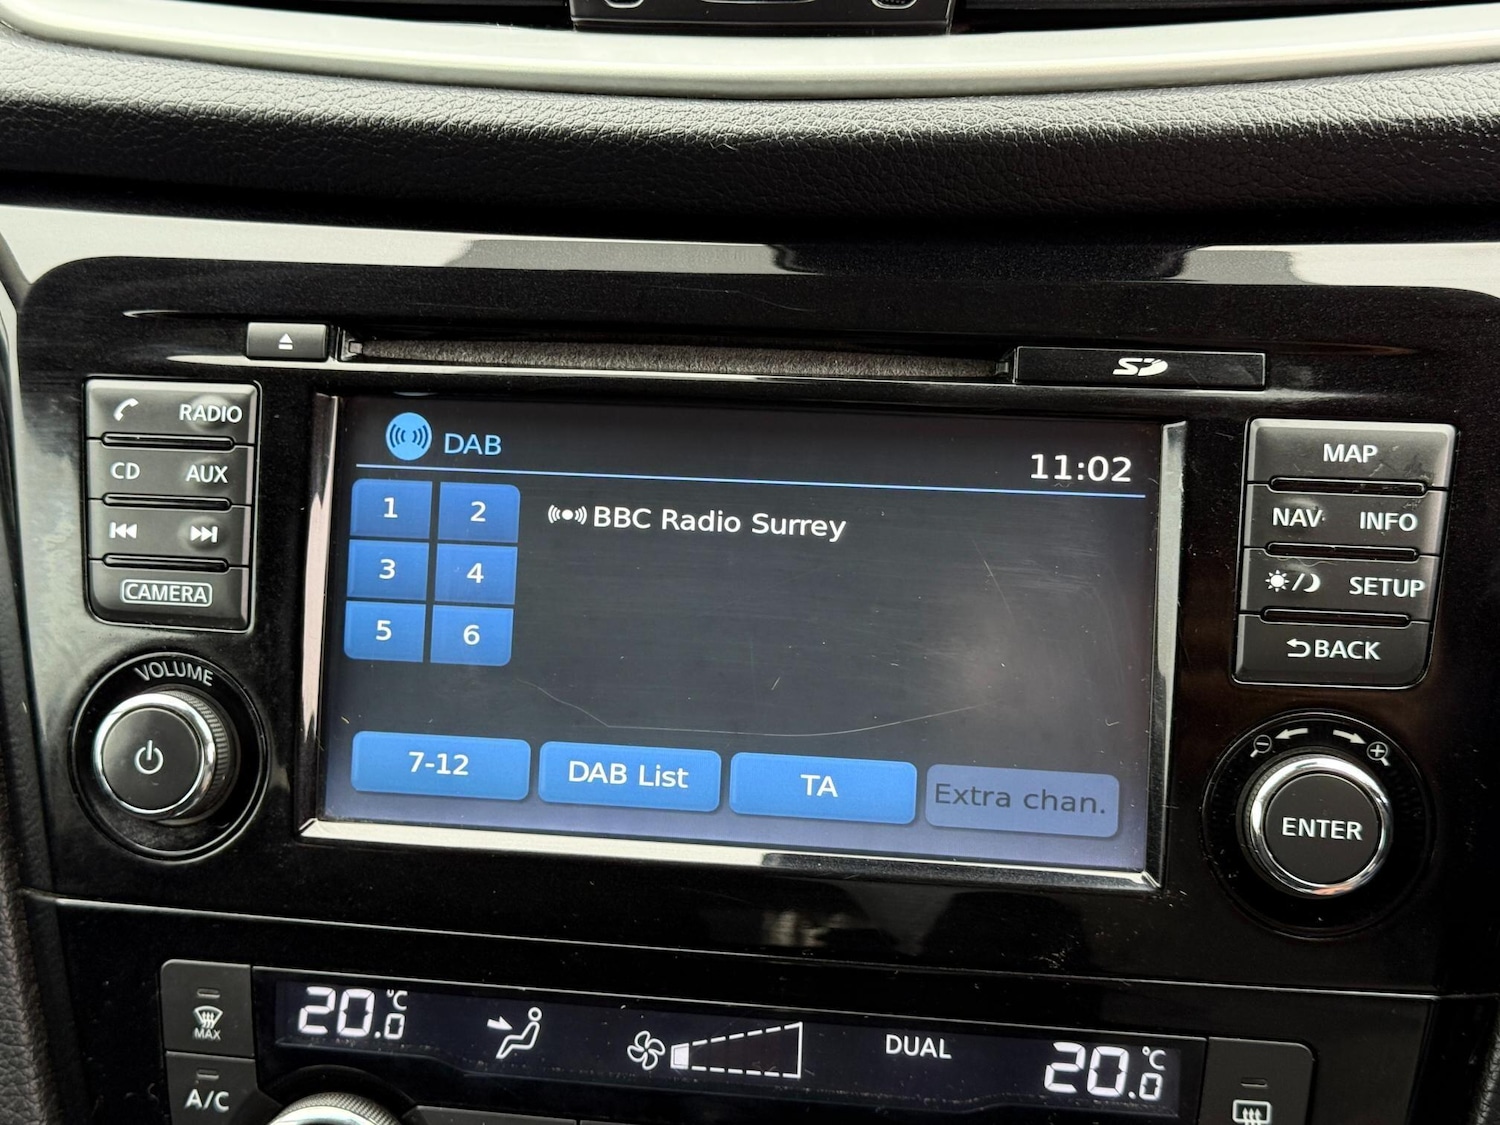 SD
RADIO
CD AUX
CAMERA
VOLUME
DAB
11:02
1 2
3 4
5 6
BBC Radio Surrey
7-12
DAB List
TA
Extra chan.
MAP
NAV INFO
SETUP
BACK
ENTER
MAX
20.0 °C
DUAL
20.0 °C
A/C